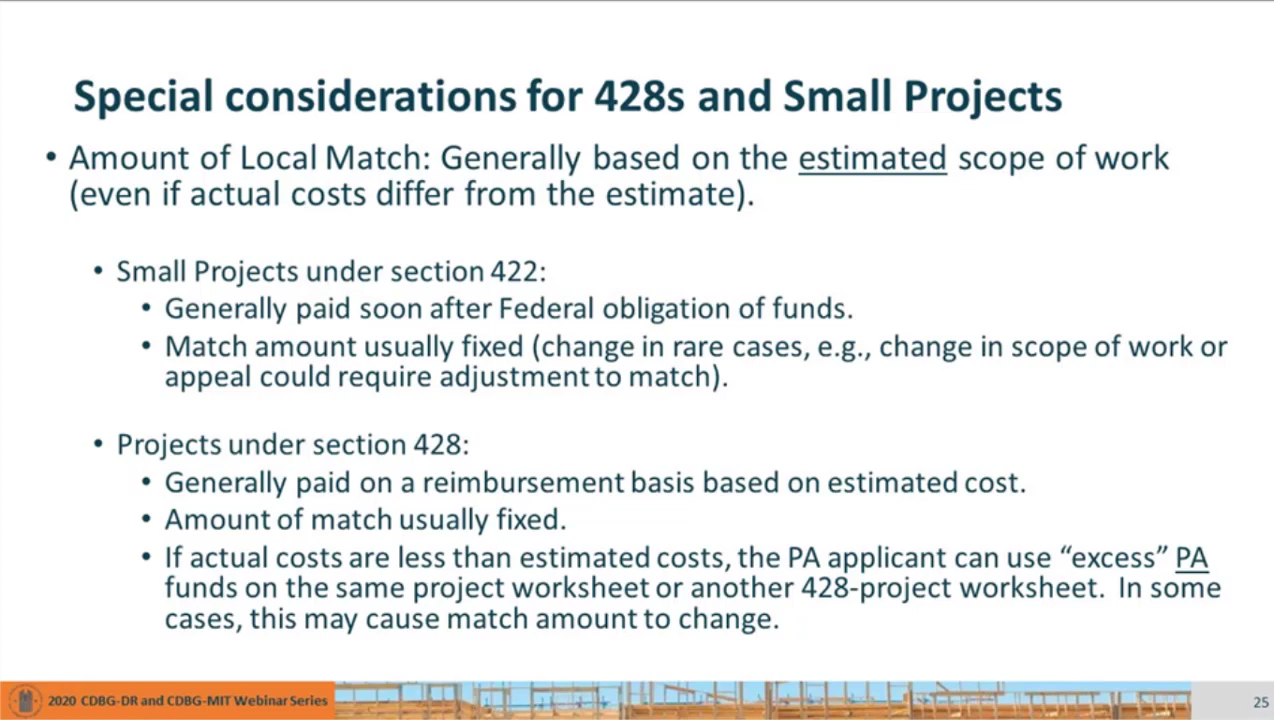 Special considerations for 428s and Small Projects
• Amount of Local Match: Generally based on the estimated scope of work
(even if actual costs differ from the estimate).
• Small Projects under section 422:
• Generally paid soon after Federal obligation of funds.
• Match amount usually fixed (change in rare cases, e.g., change in scope of work or
appeal could require adjustment to match).
• Projects under section 428:
• Generally paid on a reimbursement basis based on estimated cost.
• Amount of match usually fixed.
• If actual costs are less than estimated costs, the PA applicant can use “excess” PA
funds on the same project worksheet or another 428-project worksheet. In some
cases, this may cause match amount to change.
2020 CDBG-DR and CDBG-MIT Webinar Series
25